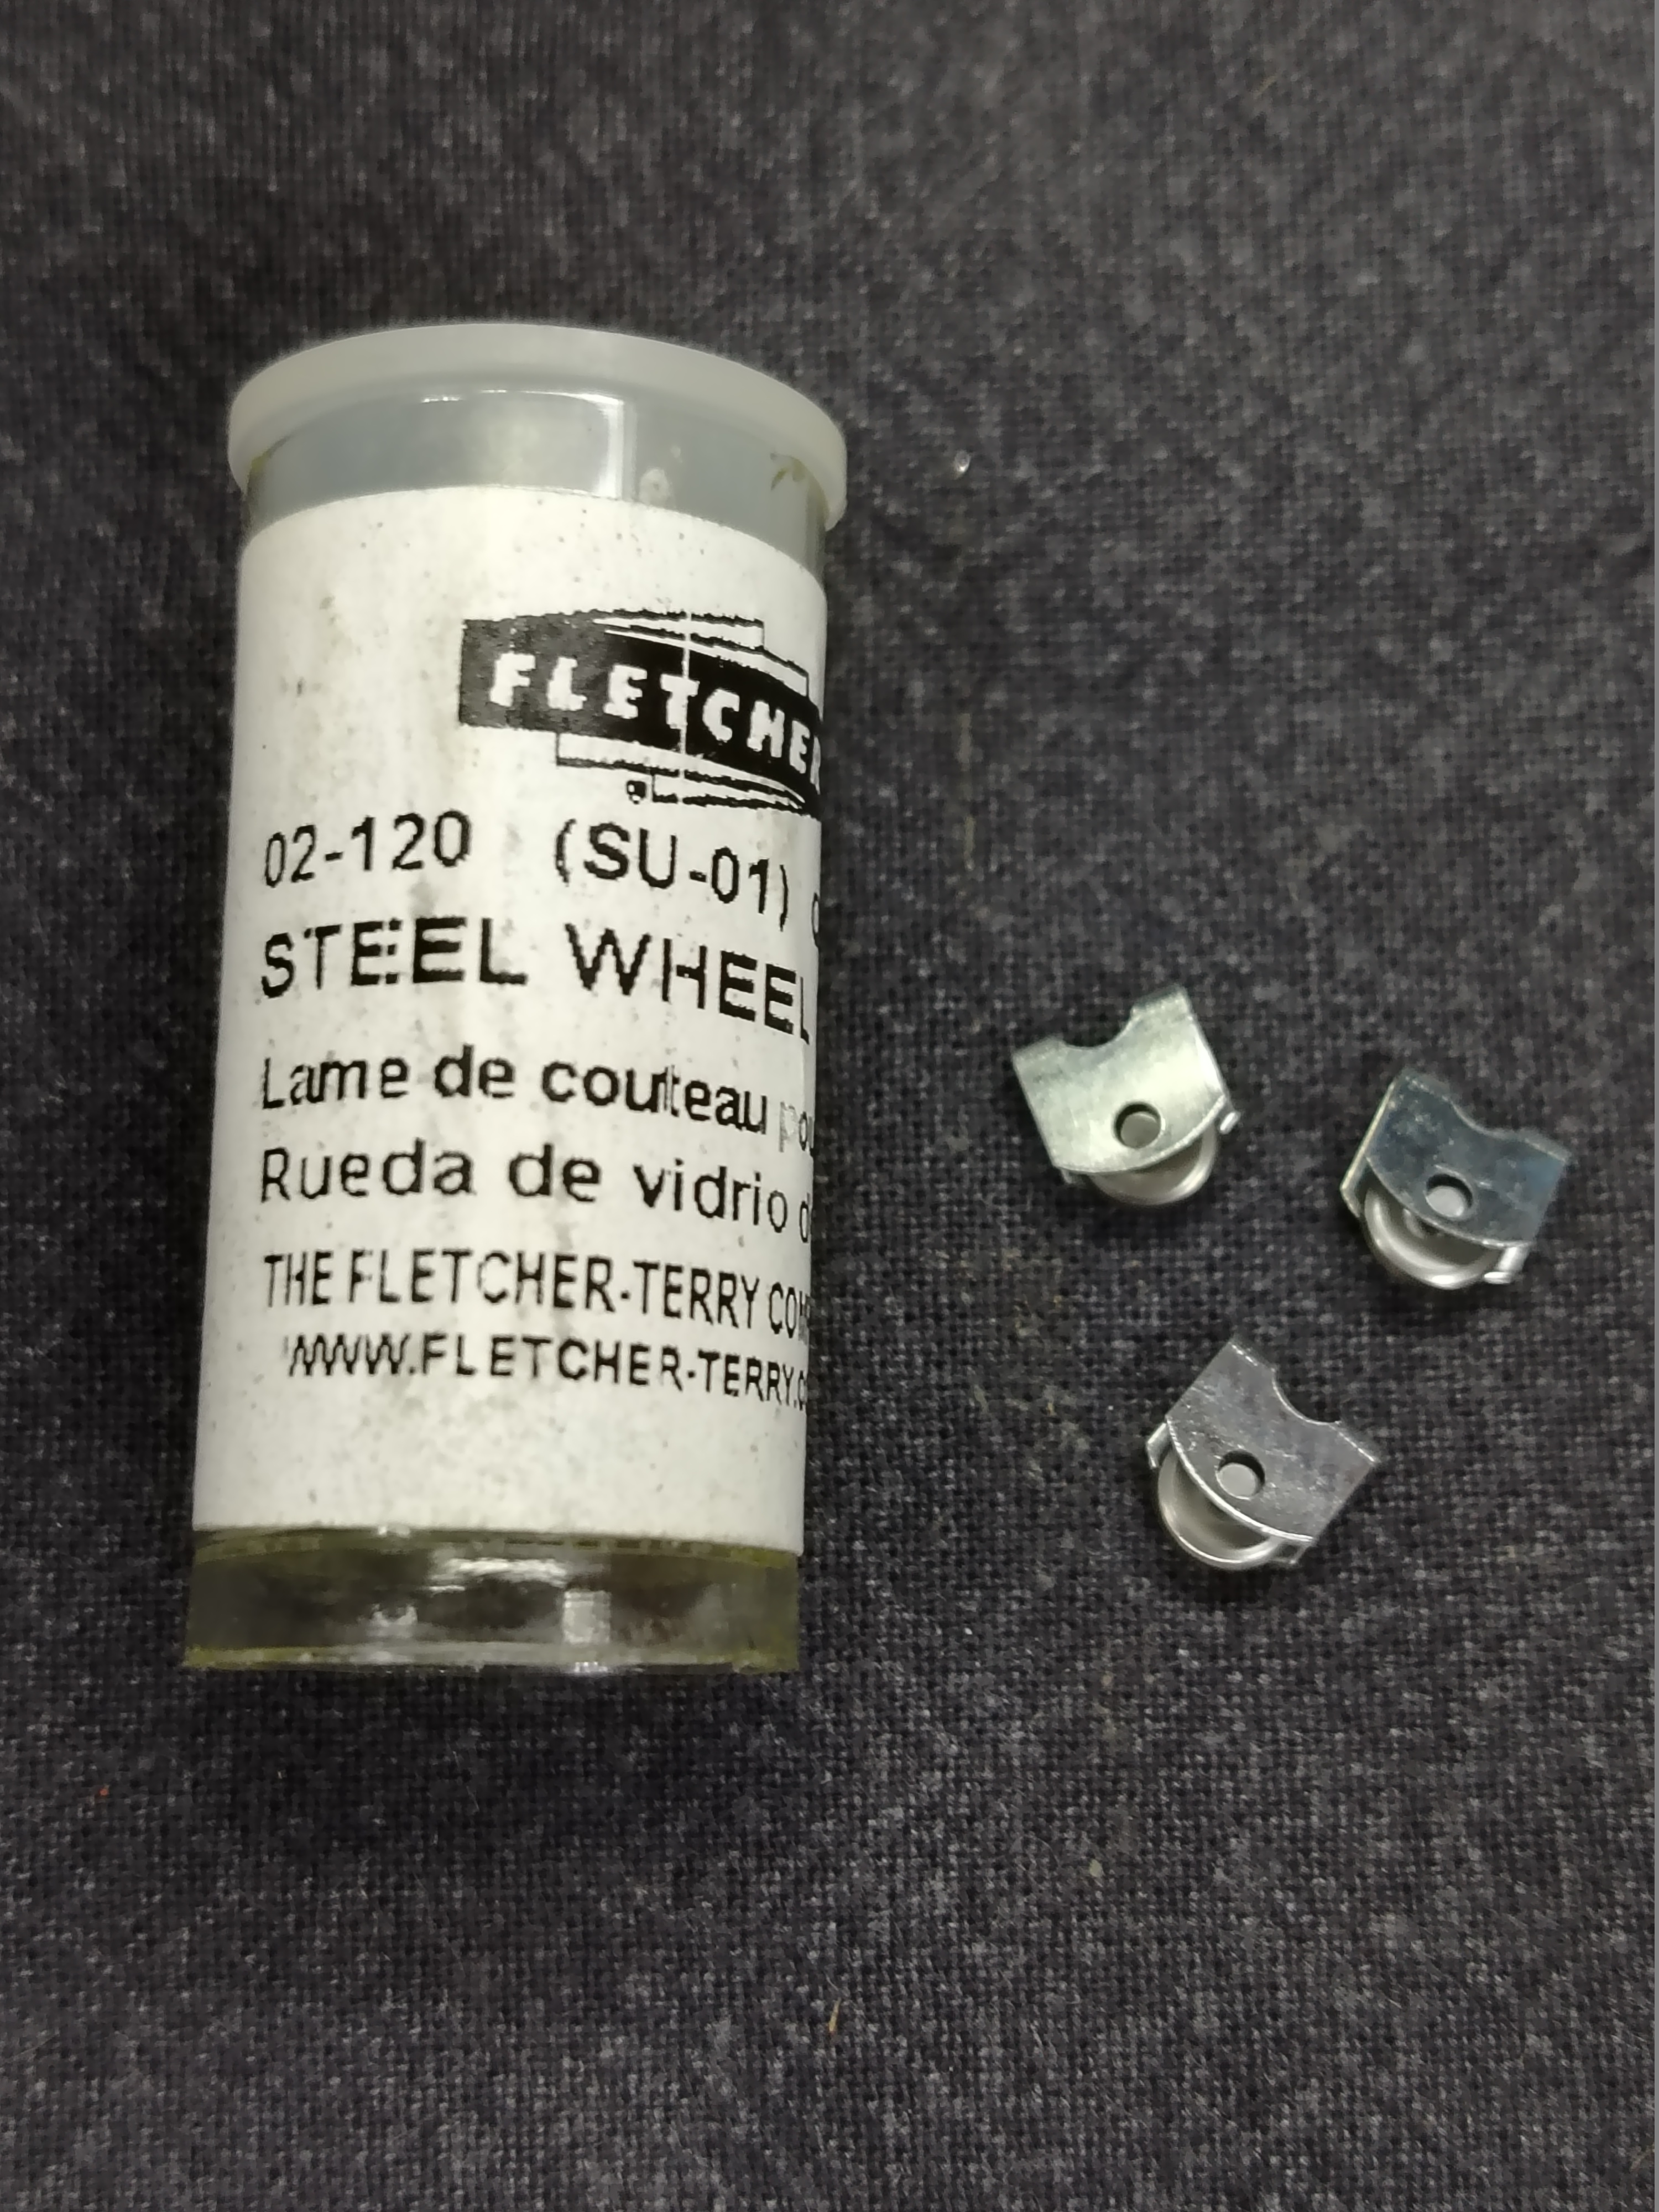 FLETCHER
02-120 (SU-01)
STEEL WHEEL
Lame de couteau
Rueda de vidrio
THE FLETCHER-TERRY
WWW.FLETCHER-TERRY.